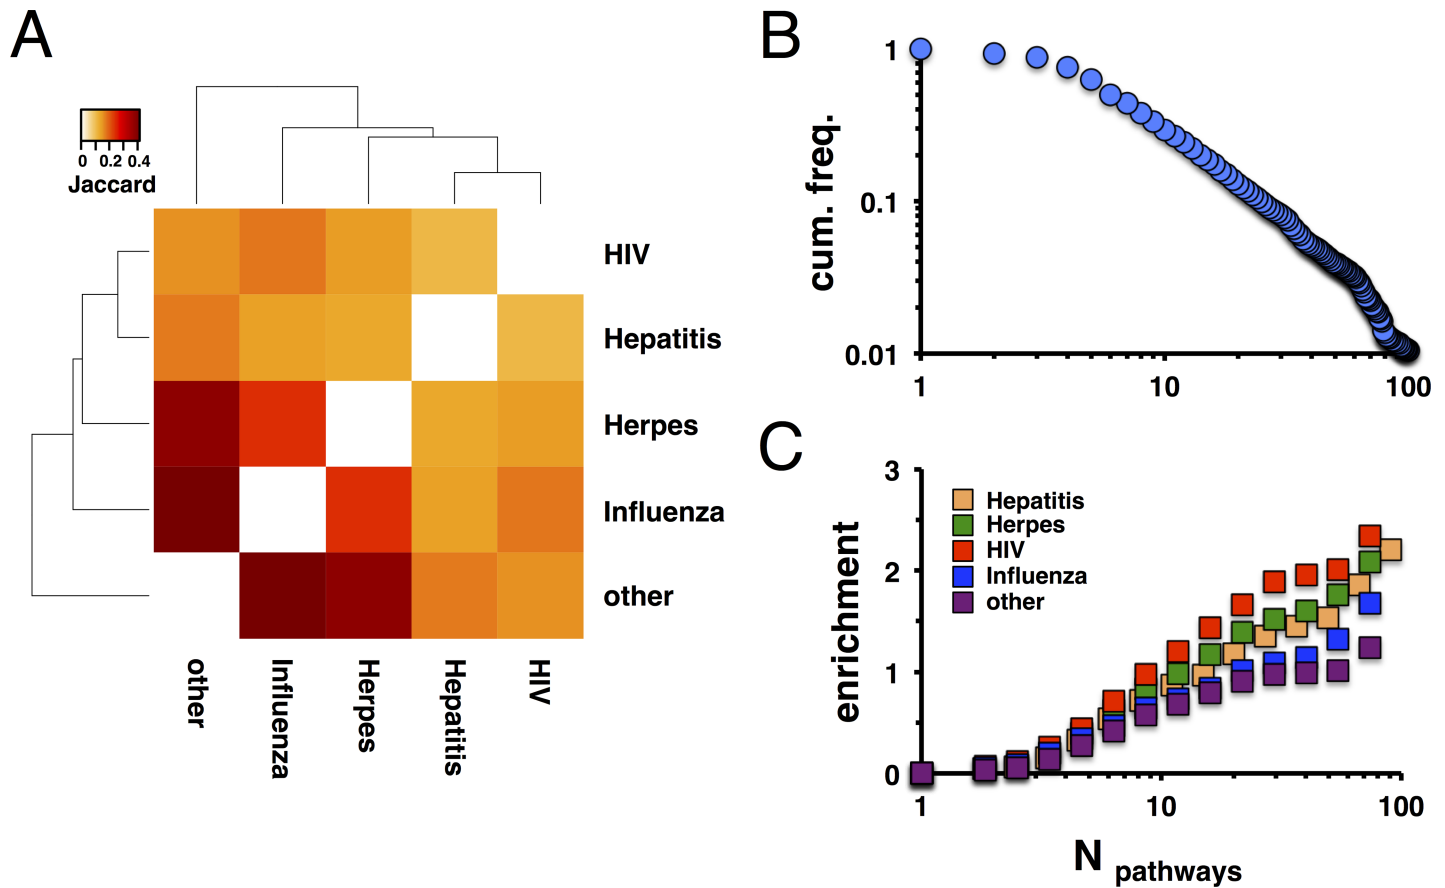 A
0 0.2 0.4
Jaccard
HIV
Hepatitis
Herpes
Influenza
other
other
Influenza
Herpes
Hepatitis
HIV
B
cum. freq.
1
0.1
0.01
1 10 100
C
enrichment
3
2
1
0
Hepatitis
Herpes
HIV
Influenza
other
1 10 100
N pathways